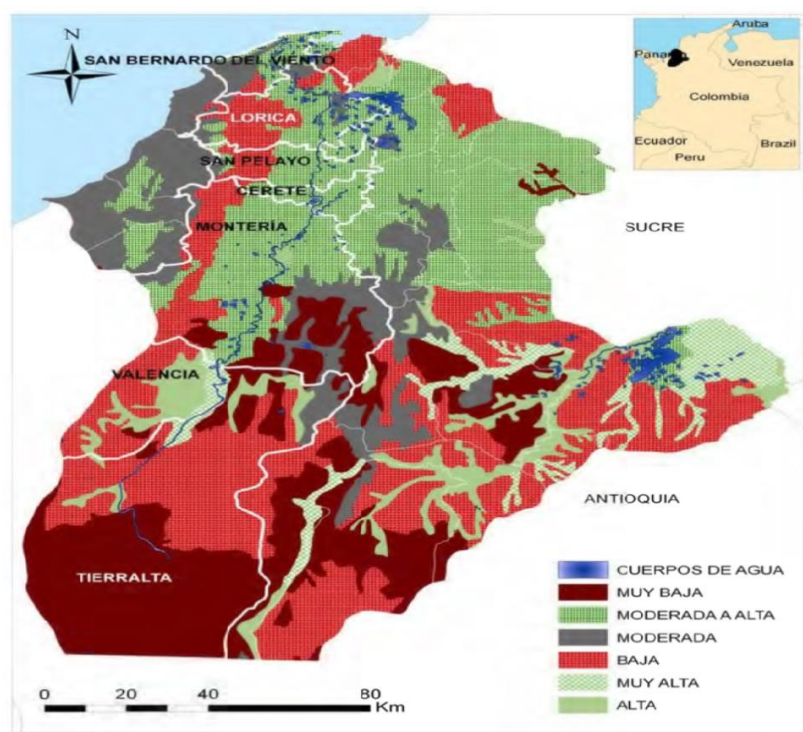 N
SAN BERNARDO DEL VIENTO
LORICA
SAN PELAYO
CERETE
MONTERÍA
VALENCIA
TIERRALTA
SUCRE
ANTIOQUIA
Aruba
Panama
Venezuela
Colombia
Ecuador
Peru
Brazil
CUERPOS DE AGUA
MUY BAJA
MODERADA A ALTA
MODERADA
BAJA
MUY ALTA
ALTA
0 20 40 80
Km